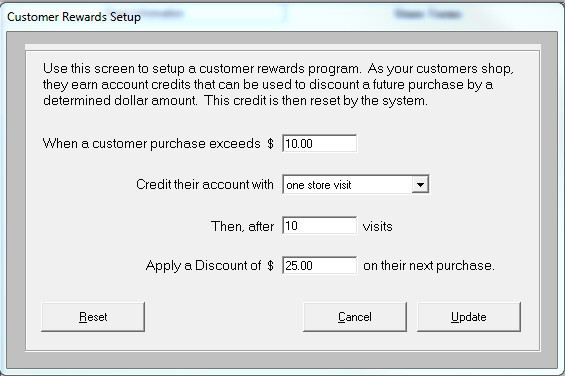 Customer Rewards Setup
Use this screen to setup a customer rewards program.  As your customers shop,
they earn account credits that can be used to discount a future purchase by a
determined dollar amount.  This credit is then reset by the system.
When a customer purchase exceeds $ 10.00
Credit their account with one store visit
Then, after 10 visits
Apply a Discount of $ 25.00 on their next purchase.
Reset Cancel Update